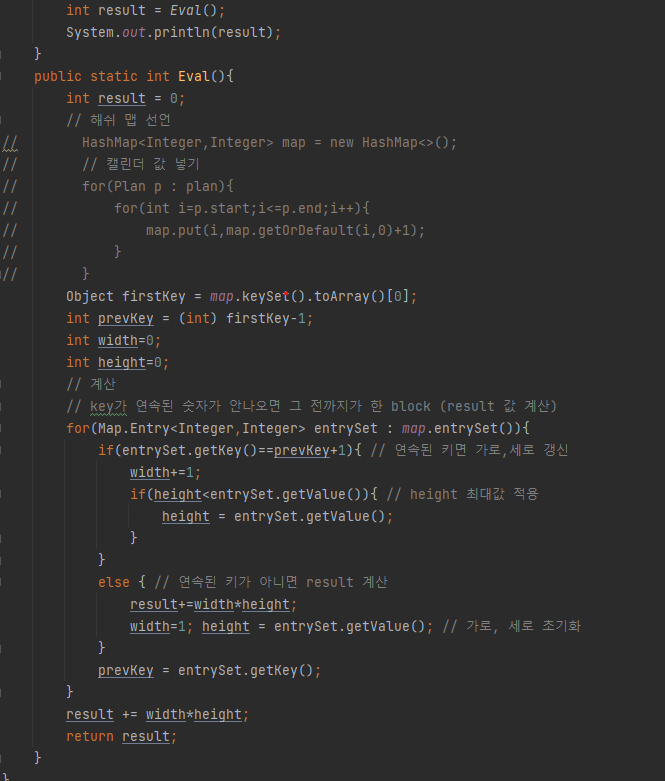 int result = Eval();
System.out.println(result);
}
public static int Eval(){
int result = 0;
// 해쉬 맵 선언
// HashMap<Integer,Integer> map = new HashMap<>();
// // 캘린더 값 넣기
// for(Plan p : plan){
// for(int i=p.start;i<=p.end;i++){
// map.put(i,map.getOrDefault(i,0)+1);
// }
// }
Object firstKey = map.keySet().toArray()[0];
int prevKey = (int) firstKey-1;
int width=0;
int height=0;
// 계산
// key가 연속된 숫자가 안나오면 그 전까지가 한 block (result 값 계산)
for(Map.Entry<Integer,Integer> entrySet : map.entrySet()){
if(entrySet.getKey()==prevKey+1){ // 연속된 키면 가로,세로 갱신
width+=1;
if(height<entrySet.getValue()){ // height 최대값 적용
height = entrySet.getValue();
}
}
else { // 연속된 키가 아니면 result 계산
result+=width*height;
width=1; height = entrySet.getValue(); // 가로, 세로 초기화
}
prevKey = entrySet.getKey();
}
result += width*height;
return result;
}
}